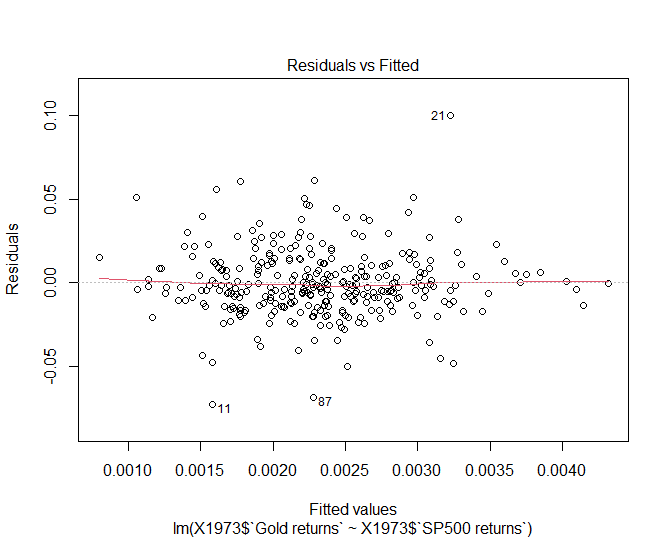 Residuals vs Fitted
Residuals
0.10
0.05
0.00
-0.05
21
11
87
0.0010 0.0015 0.0020 0.0025 0.0030 0.0035 0.0040
Fitted values
lm(X1973$`Gold returns` ~ X1973$`SP500 returns`)